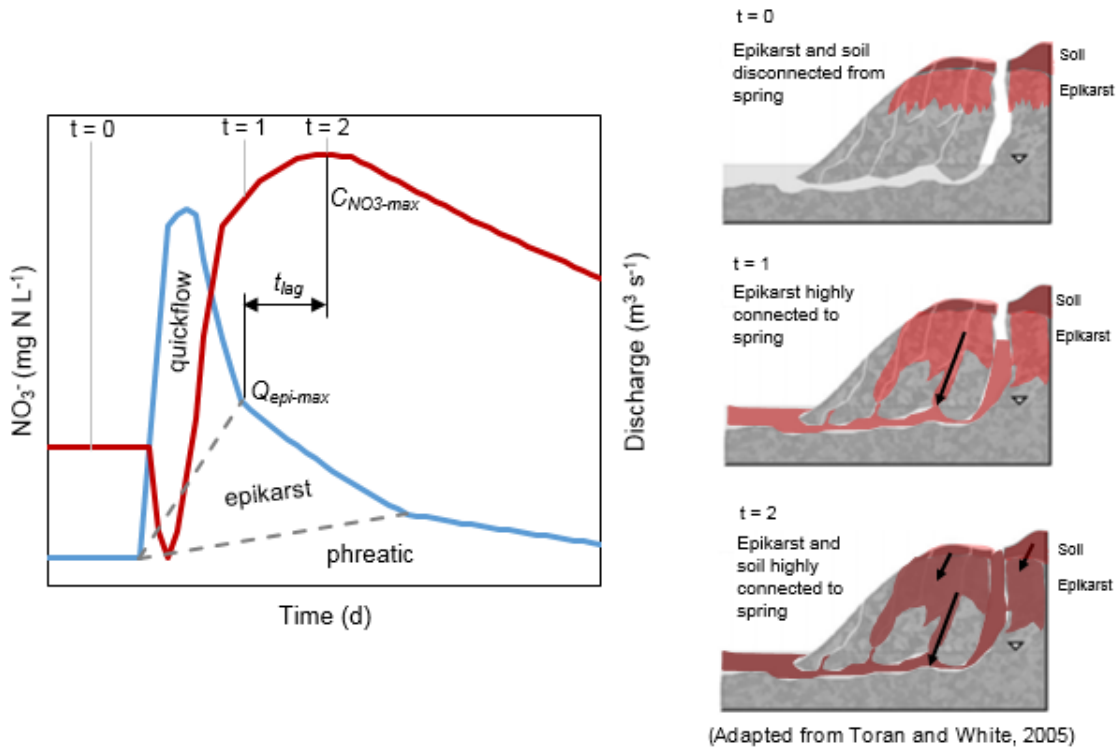 t = 0
t = 1
t = 2
C_NO3-max
t_lag
quickflow
Q_epi-max
epikarst
phreatic
NO₃⁻ (mg N L⁻¹)
Discharge (m³ s⁻¹)
Time (d)
t = 0
Epikarst and soil
disconnected from
spring
Soil
Epikarst
t = 1
Epikarst highly
connected to
spring
Soil
Epikarst
t = 2
Epikarst and
soil highly
connected to
spring
Soil
Epikarst
(Adapted from Toran and White, 2005)